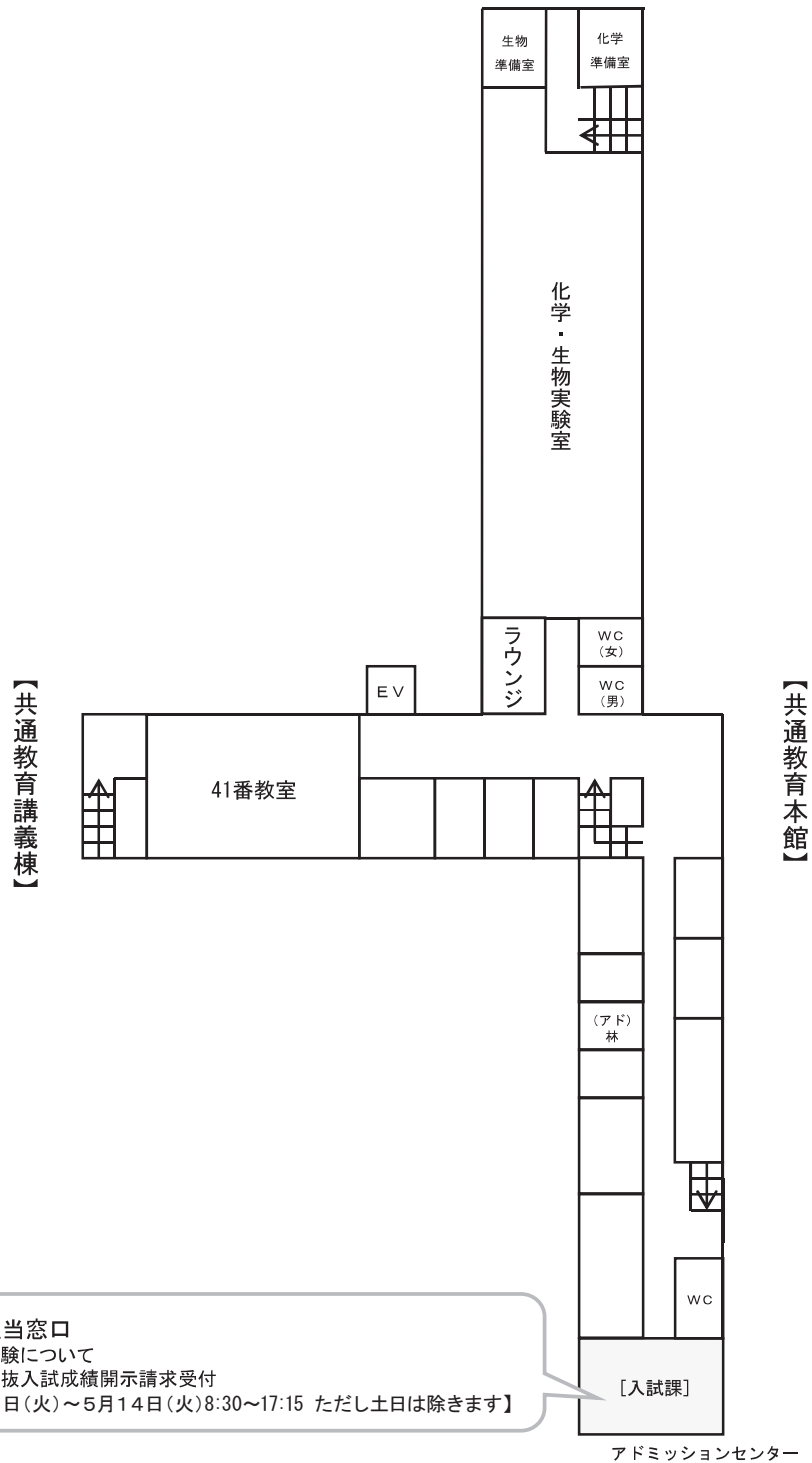 生物
準備室
化学
準備室
化学・生物実験室
ラウンジ
WC
(女)
WC
(男)
EV
【共通教育講義棟】
41番教室
【共通教育本館】
(アド)
林
WC
当窓口
験について
抜入試成績開示請求受付
日(火)～5月14日(火)8:30～17:15 ただし土日は除きます】
[入試課]
アドミッションセンター